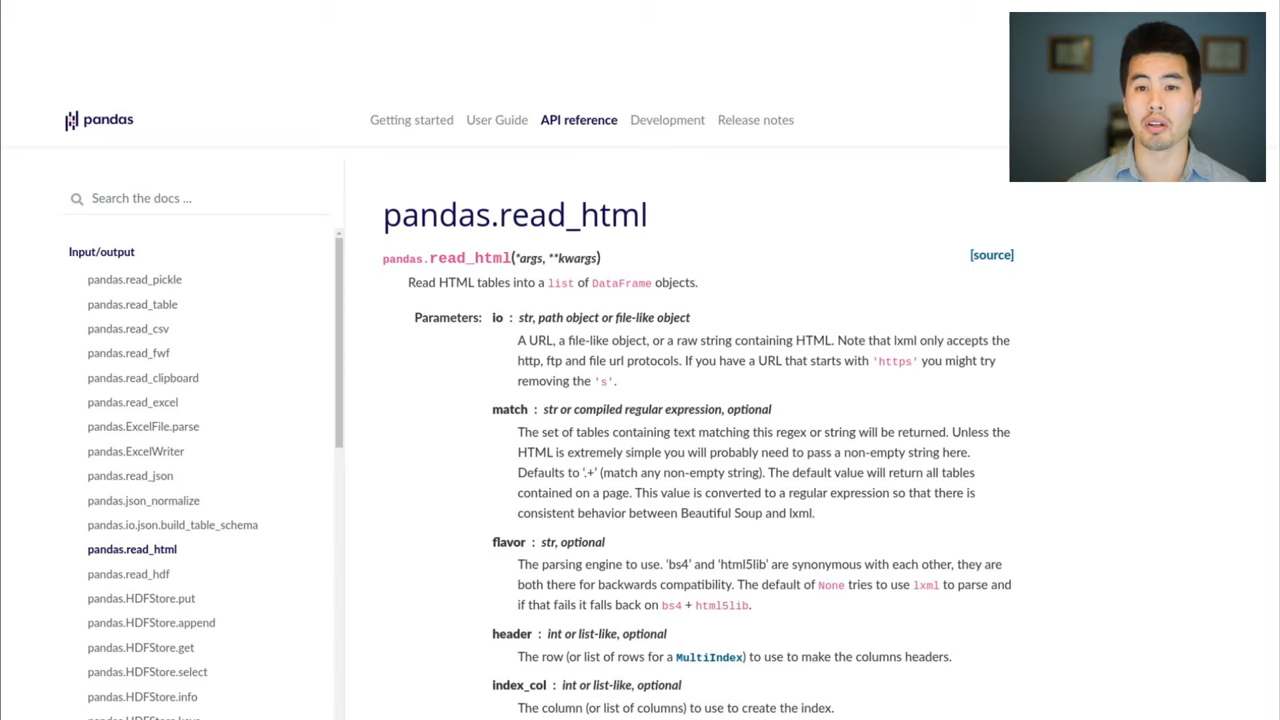 pandas
Getting started User Guide API reference Development Release notes
Search the docs ...
Input/output
pandas.read_pickle
pandas.read_table
pandas.read_csv
pandas.read_fwf
pandas.read_clipboard
pandas.read_excel
pandas.ExcelFile.parse
pandas.ExcelWriter
pandas.read_json
pandas.json_normalize
pandas.io.json.build_table_schema
pandas.read_html
pandas.read_hdf
pandas.HDFStore.put
pandas.HDFStore.append
pandas.HDFStore.get
pandas.HDFStore.select
pandas.HDFStore.info
pandas.read_html
pandas.read_html(*args, **kwargs) [source]
Read HTML tables into a list of DataFrame objects.
Parameters: io : str, path object or file-like object
A URL, a file-like object, or a raw string containing HTML. Note that lxml only accepts the
http, ftp and file url protocols. If you have a URL that starts with 'https' you might try
removing the 's'.
match : str or compiled regular expression, optional
The set of tables containing text matching this regex or string will be returned. Unless the
HTML is extremely simple you will probably need to pass a non-empty string here.
Defaults to ‘.+’ (match any non-empty string). The default value will return all tables
contained on a page. This value is converted to a regular expression so that there is
consistent behavior between Beautiful Soup and lxml.
flavor : str, optional
The parsing engine to use. ‘bs4’ and ‘html5lib’ are synonymous with each other, they are
both there for backwards compatibility. The default of None tries to use lxml to parse and
if that fails it falls back on bs4 + html5lib.
header : int or list-like, optional
The row (or list of rows for a MultiIndex) to use to make the columns headers.
index_col : int or list-like, optional
The column (or list of columns) to use to create the index.